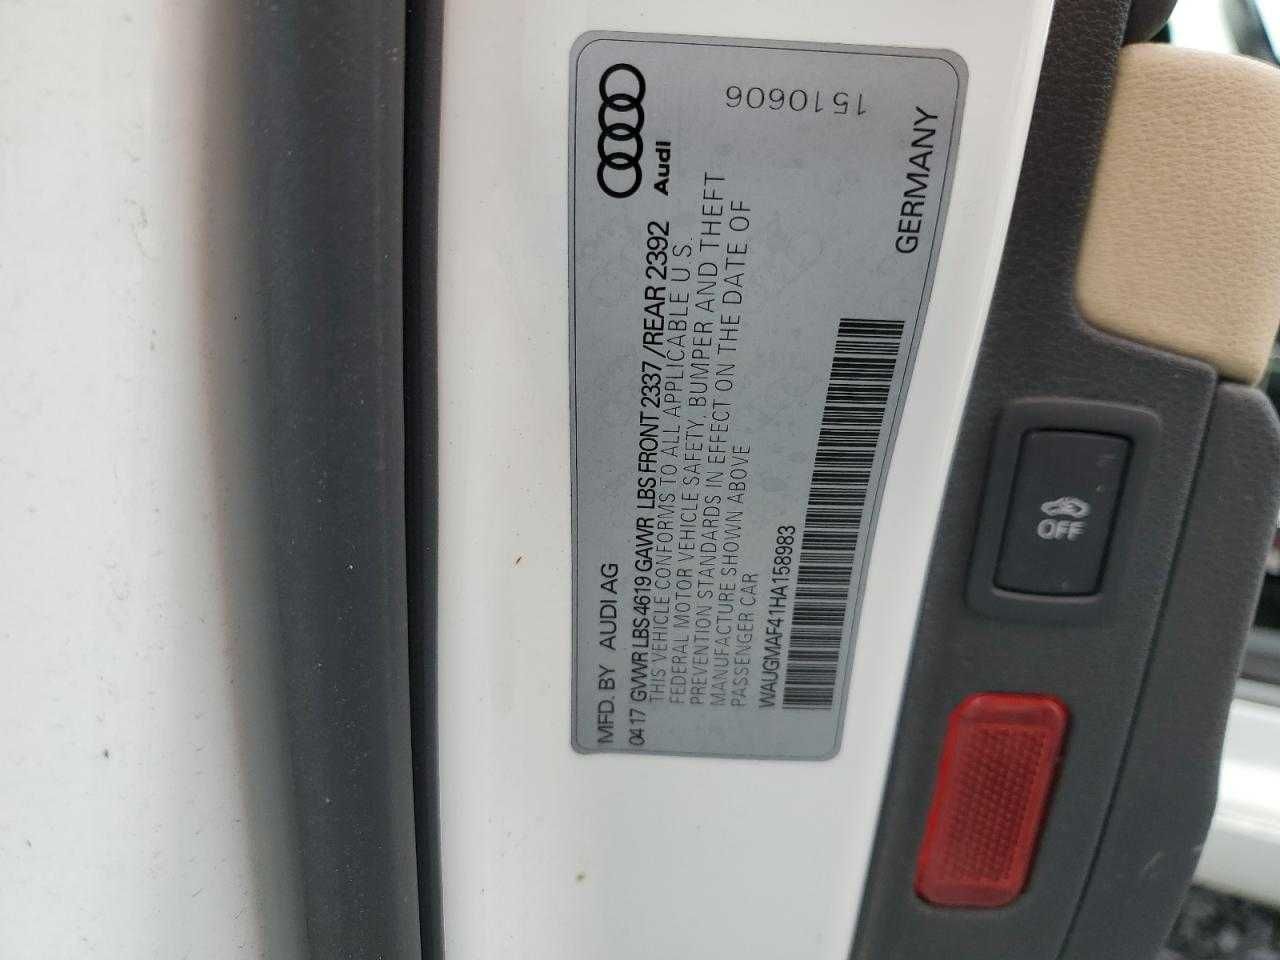 Audi
MFD. BY AUDI AG
0417 GVWR LBS 4619 GAWR LBS FRONT 2337 /REAR 2392
THIS VEHICLE CONFORMS TO ALL APPLICABLE U S.
FEDERAL MOTOR VEHICLE SAFETY, BUMPER AND THEFT
PREVENTION STANDARDS IN EFFECT ON THE DATE OF
MANUFACTURE SHOWN ABOVE
PASSENGER CAR
WAUGMAF41HA158983
1510606
GERMANY
OFF